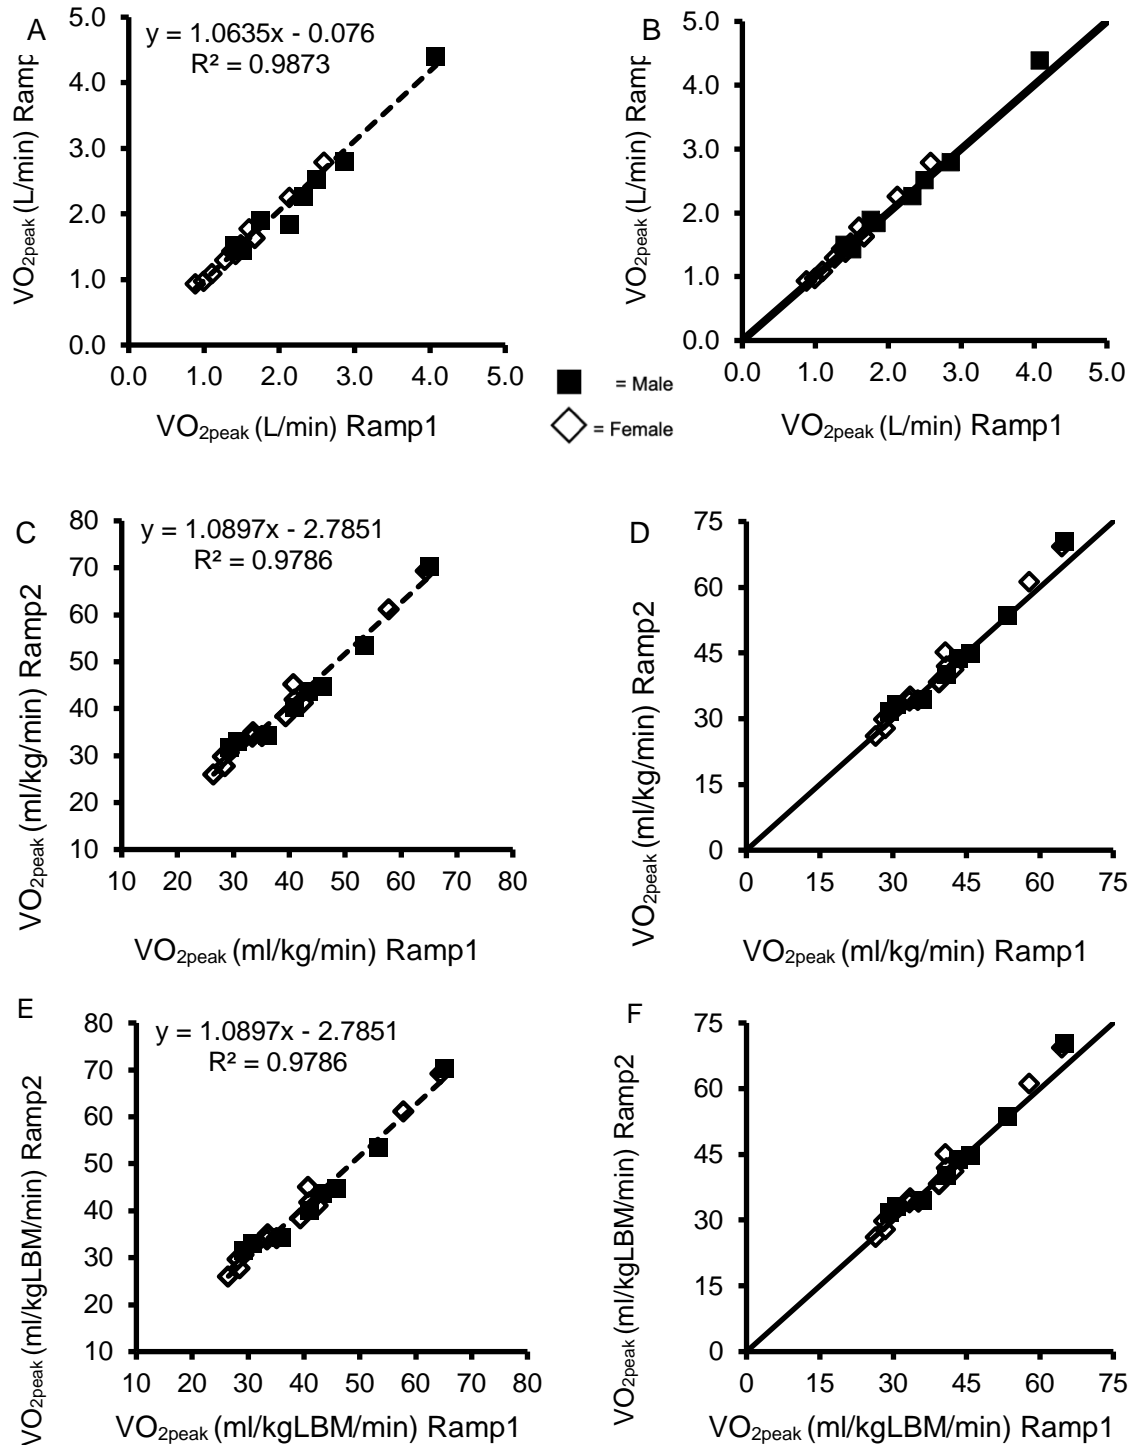 A
y = 1.0635x - 0.076
R² = 0.9873
5.0
4.0
3.0
2.0
1.0
0.0
VO2peak (L/min) Ramp
0.0 1.0 2.0 3.0 4.0 5.0
VO2peak (L/min) Ramp1
B
5.0
4.0
3.0
2.0
1.0
0.0
VO2peak (L/min) Ramp
0.0 1.0 2.0 3.0 4.0 5.0
VO2peak (L/min) Ramp1
= Male
= Female
C
y = 1.0897x - 2.7851
R² = 0.9786
80
70
60
50
40
30
20
10
VO2peak (ml/kg/min) Ramp2
10 20 30 40 50 60 70 80
VO2peak (ml/kg/min) Ramp1
D
75
60
45
30
15
0
VO2peak (ml/kg/min) Ramp2
0 15 30 45 60 75
VO2peak (ml/kg/min) Ramp1
E
y = 1.0897x - 2.7851
R² = 0.9786
80
70
60
50
40
30
20
10
VO2peak (ml/kgLBM/min) Ramp2
10 20 30 40 50 60 70 80
VO2peak (ml/kgLBM/min) Ramp1
F
75
60
45
30
15
0
VO2peak (ml/kgLBM/min) Ramp2
0 15 30 45 60 75
VO2peak (ml/kgLBM/min) Ramp1